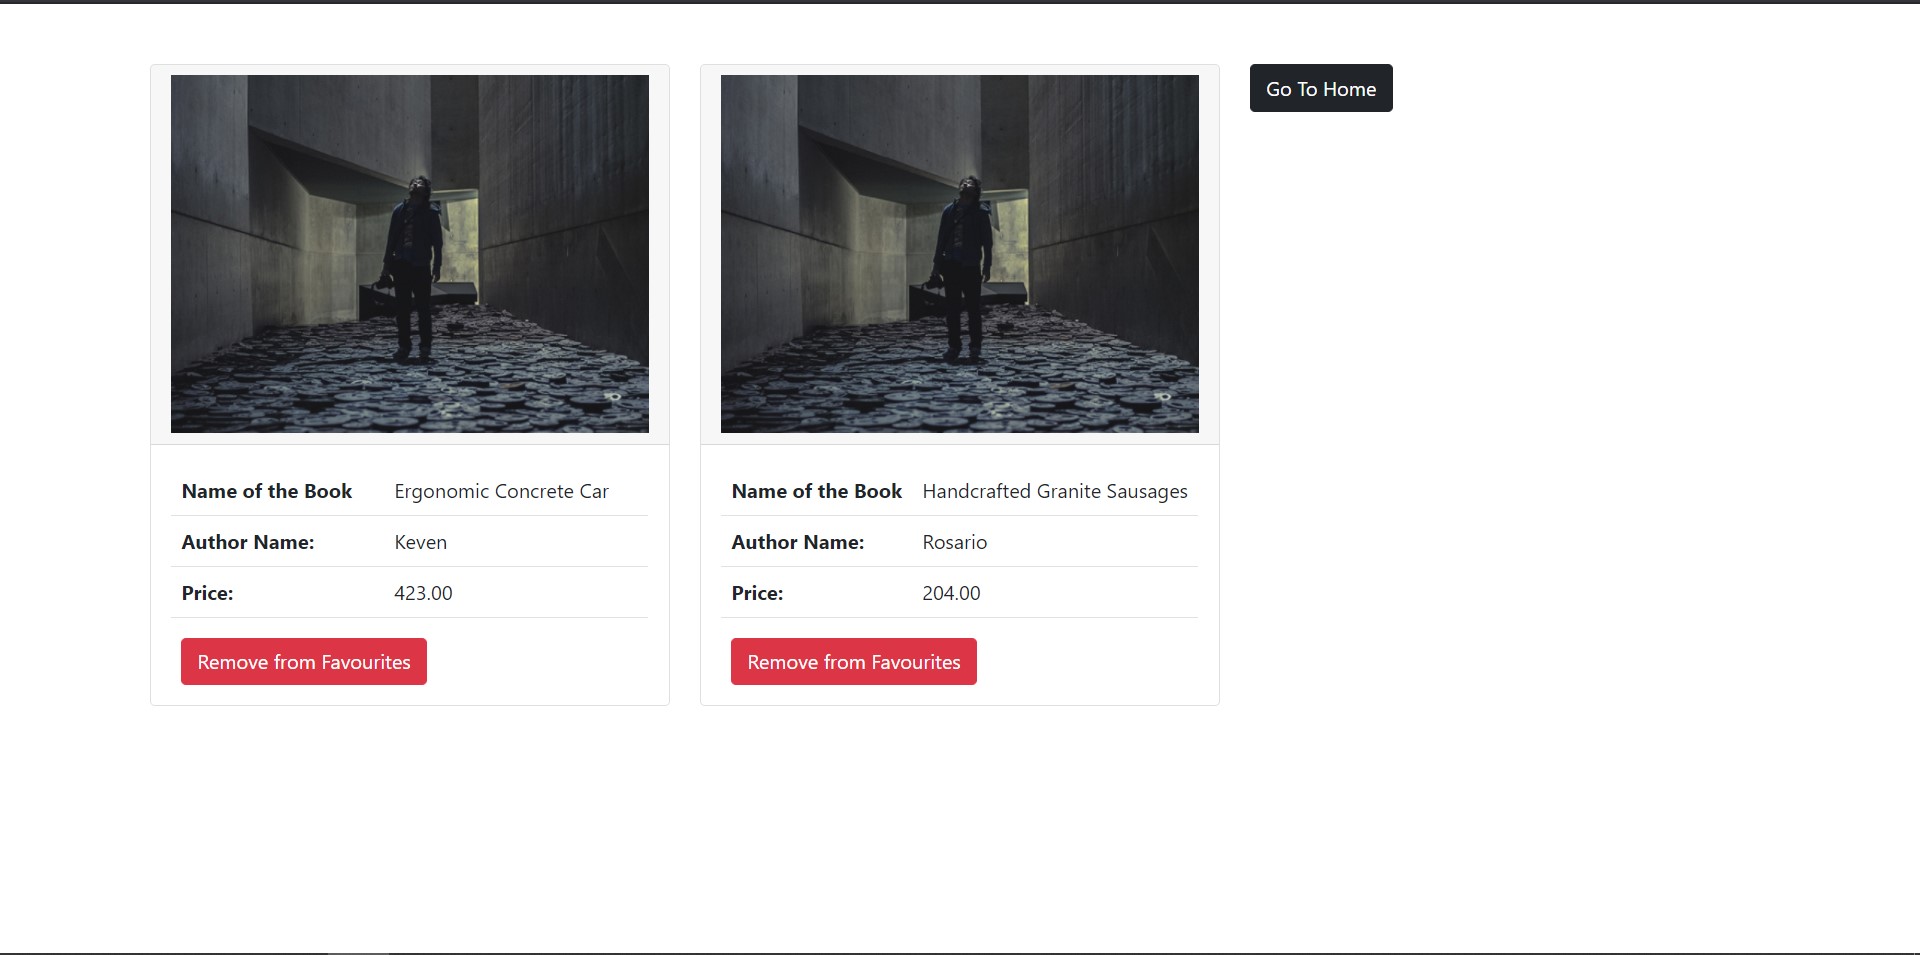 Name of the Book Ergonomic Concrete Car
Author Name: Keven
Price: 423.00
Remove from Favourites
Name of the Book Handcrafted Granite Sausages
Author Name: Rosario
Price: 204.00
Remove from Favourites
Go To Home